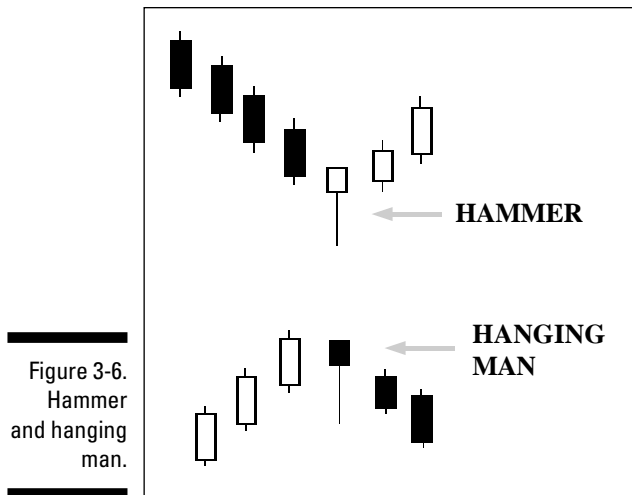 HAMMER
HANGING
MAN
Figure 3-6.
Hammer
and hanging
man.